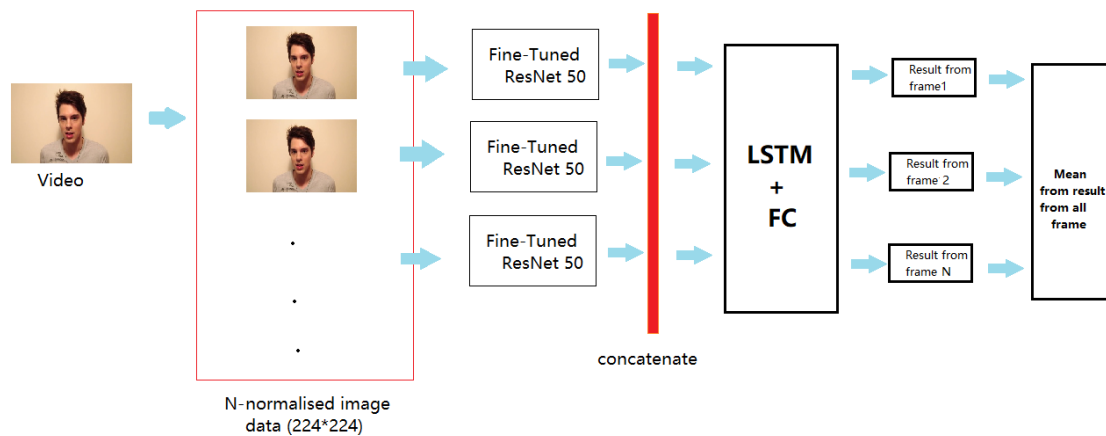 Video
N-normalised image
data (224*224)
Fine-Tuned
ResNet 50
Fine-Tuned
ResNet 50
Fine-Tuned
ResNet 50
concatenate
LSTM
+
FC
Result from
frame1
Result from
frame 2
Result from
frame N
Mean
from result
from all
frame